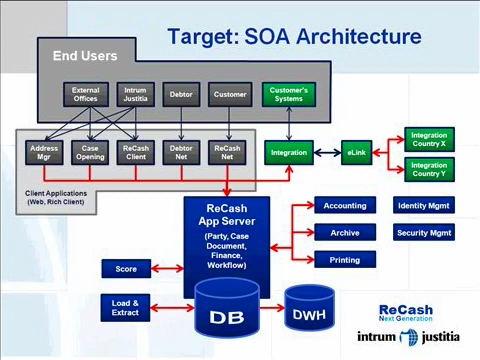 Target: SOA Architecture
End Users
External
Offices
Intrum
Justitia
Debtor
Customer
Customer's
Systems
Address
Mgr
Case
Opening
ReCash
Client
Debtor
Net
ReCash
Net
Integration
eLink
Integration
Country X
Integration
Country Y
Client Applications
(Web, Rich Client)
ReCash
App Server
(Party, Case
Document,
Finance,
Workflow)
Accounting
Identity Mgmt
Archive
Security Mgmt
Printing
Score
Load &
Extract
DB
DWH
ReCash
Next Generation
intrum justitia